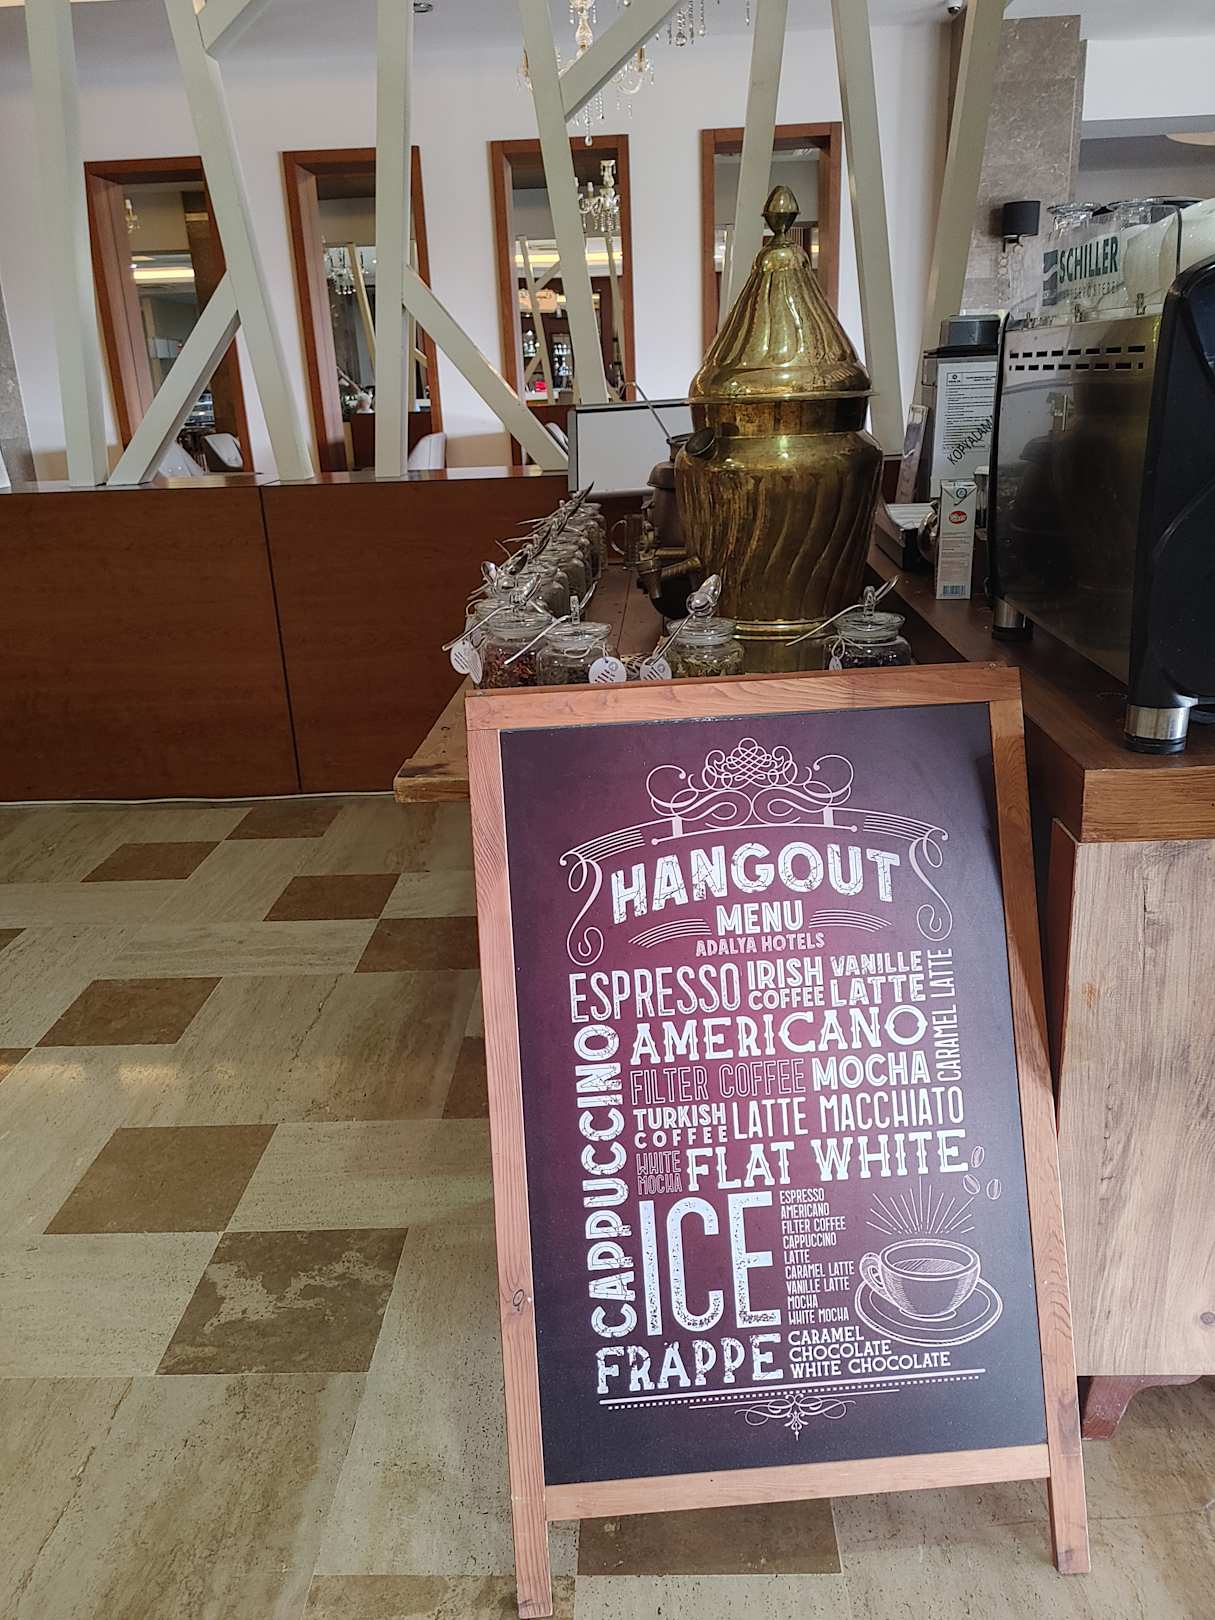 SCHILLER
KOPYALAMA
HANGOUT
MENU
ADALYA HOTELS
ESPRESSO
IRISH
COFFEE
VANILLE
LATTE
CARAMEL LATTE
AMERICANO
CAPPUCCINO
FILTER COFFEE
MOCHA
TURKISH
COFFEE
LATTE MACCHIATO
WHITE
MOCHA
FLAT WHITE
ICE
ESPRESSO
AMERICANO
FILTER COFFEE
CAPPUCCINO
LATTE
CARAMEL LATTE
VANILLE LATTE
MOCHA
WHITE MOCHA
FRAPPE
CARAMEL
CHOCOLATE
WHITE CHOCOLATE